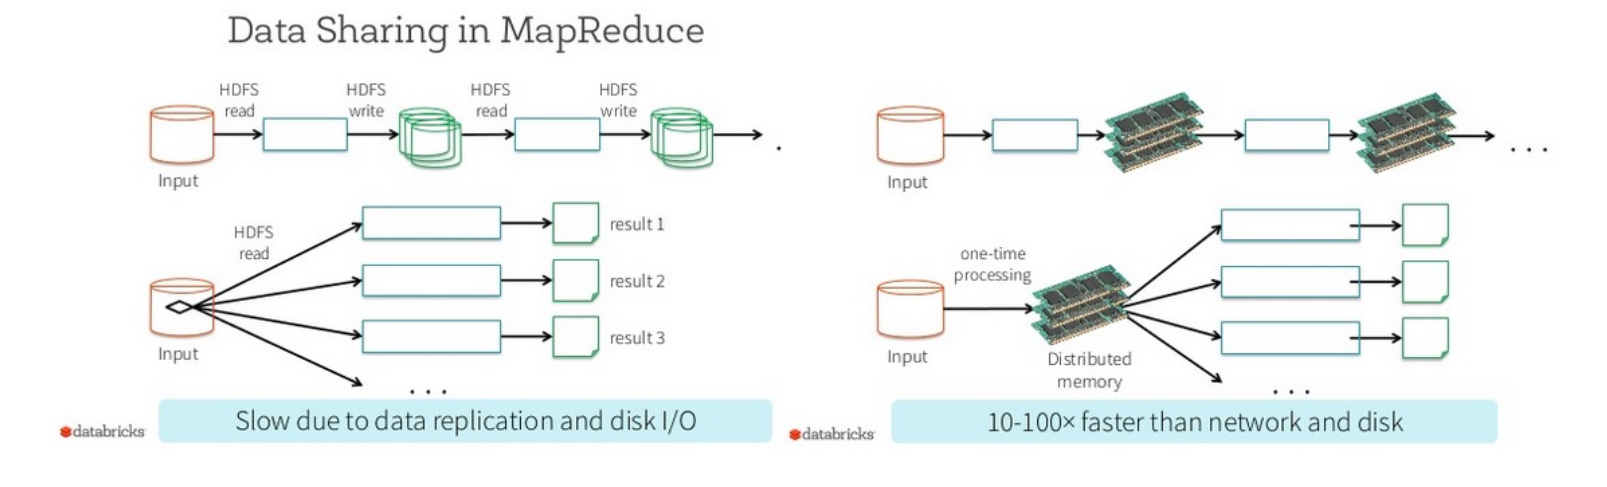 Data Sharing in MapReduce
HDFS
read
HDFS
write
HDFS
read
HDFS
write
.
Input
HDFS
read
result 1
result 2
result 3
Input
. . .
Slow due to data replication and disk I/O
databricks
. . .
Input
one-time
processing
Input
Distributed
memory
. . .
10-100× faster than network and disk
databricks